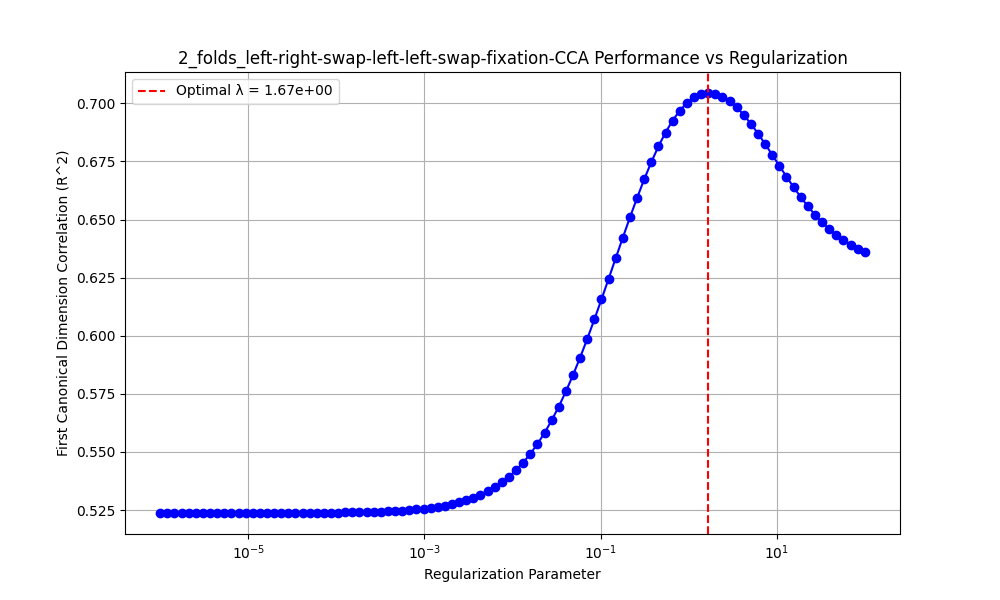 2_folds_left-right-swap-left-left-swap-fixation-CCA Performance vs Regularization
Optimal λ = 1.67e+00
First Canonical Dimension Correlation (R^2)
0.700
0.675
0.650
0.625
0.600
0.575
0.550
0.525
10⁻⁵ 10⁻³ 10⁻¹ 10¹
Regularization Parameter